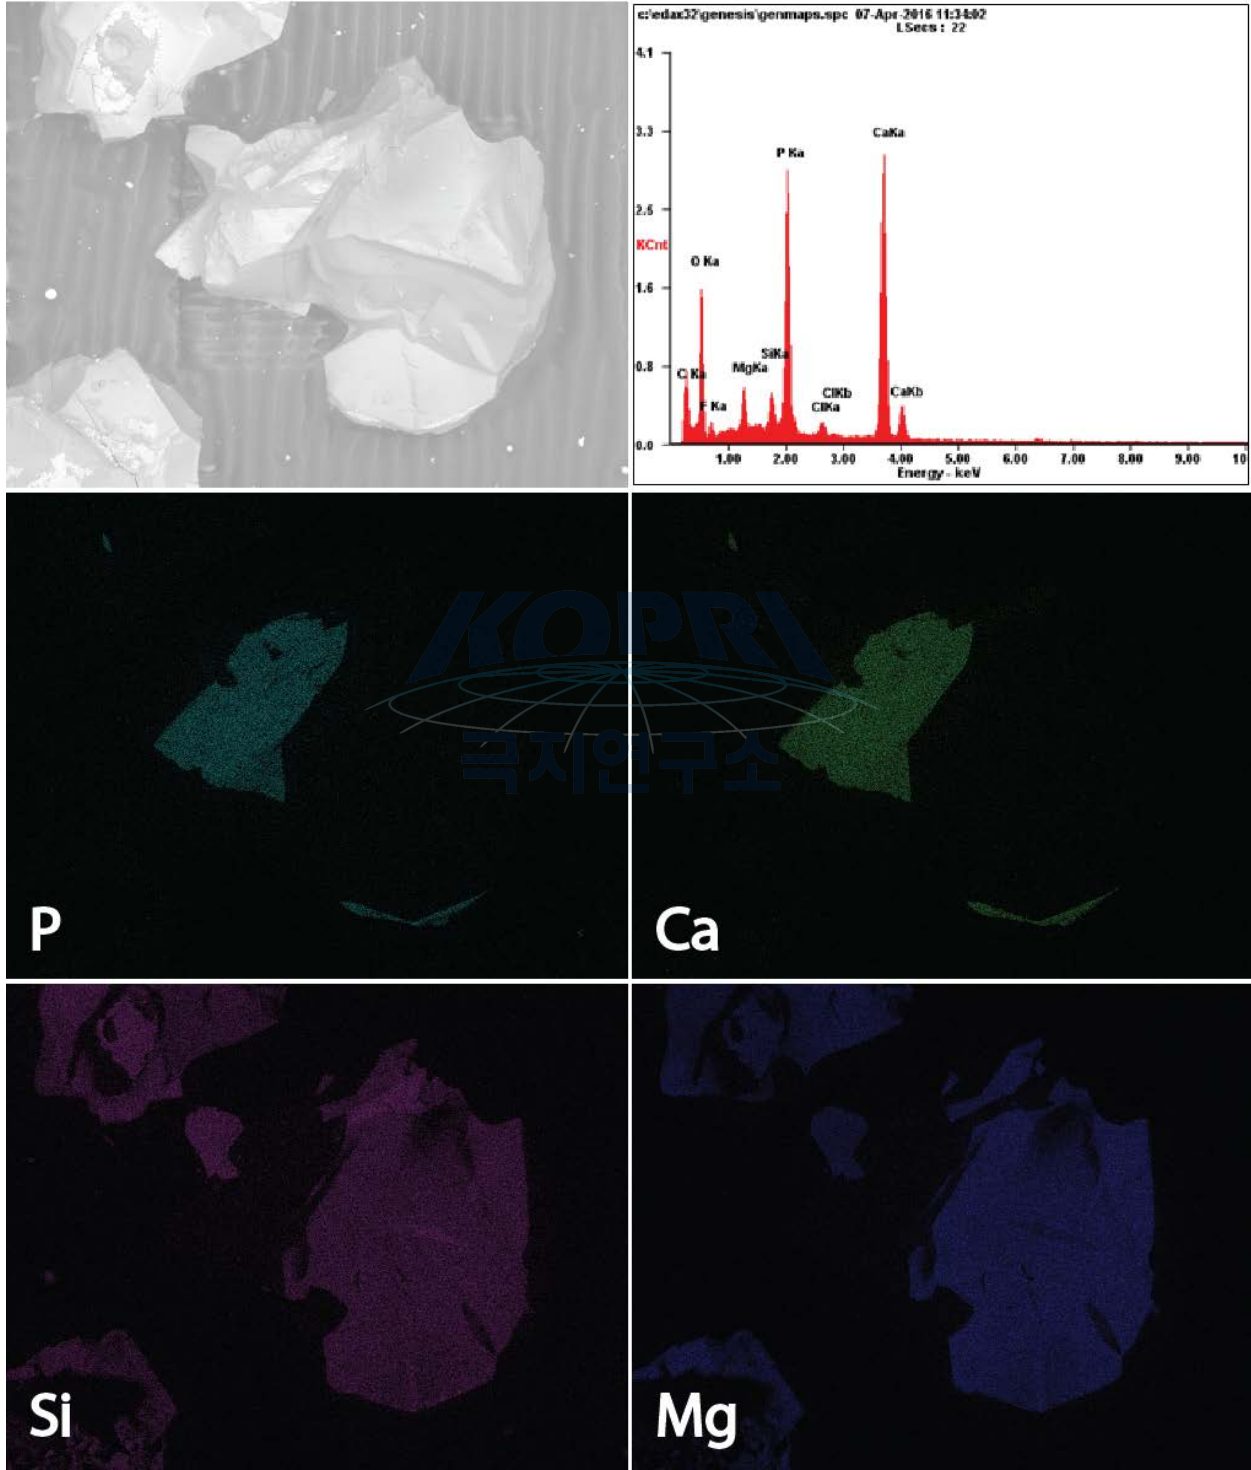 c:\edax32\genesis\genmaps.spc 07-Apr-2016 11:34:02
LSecs : 22
4.1
3.3
2.5
KCnt
1.6
0.8
0.0
C Ka
O Ka
F Ka
MgKa
SiKa
P Ka
ClKa
ClKb
CaKa
CaKb
1.00 2.00 3.00 4.00 5.00 6.00 7.00 8.00 9.00 10
Energy - keV
KOPRI
극지연구소
P
Ca
Si
Mg